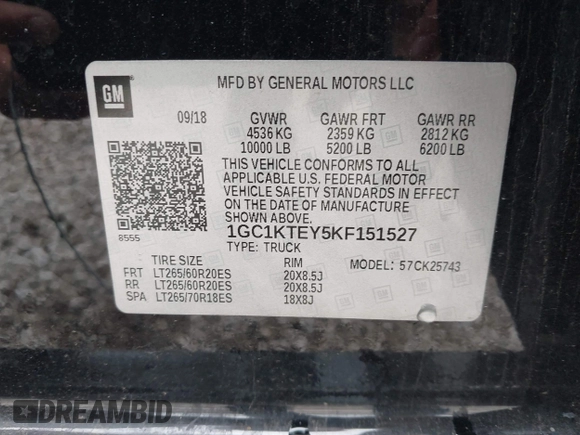 MFD BY GENERAL MOTORS LLC
GM
09/18 GVWR GAWR FRT GAWR RR
4536 KG 2359 KG 2812 KG
10000 LB 5200 LB 6200 LB
THIS VEHICLE CONFORMS TO ALL
APPLICABLE U.S. FEDERAL MOTOR
VEHICLE SAFETY STANDARDS IN EFFECT
ON THE DATE OF MANUFACTURE
SHOWN ABOVE.
8555
1GC1KTEY5KF151527
TYPE: TRUCK
TIRE SIZE RIM MODEL: 57CK25743
FRT LT265/60R20ES 20X8.5J
RR LT265/60R20ES 20X8.5J
SPA LT265/70R18ES 18X8J
DREAMBID